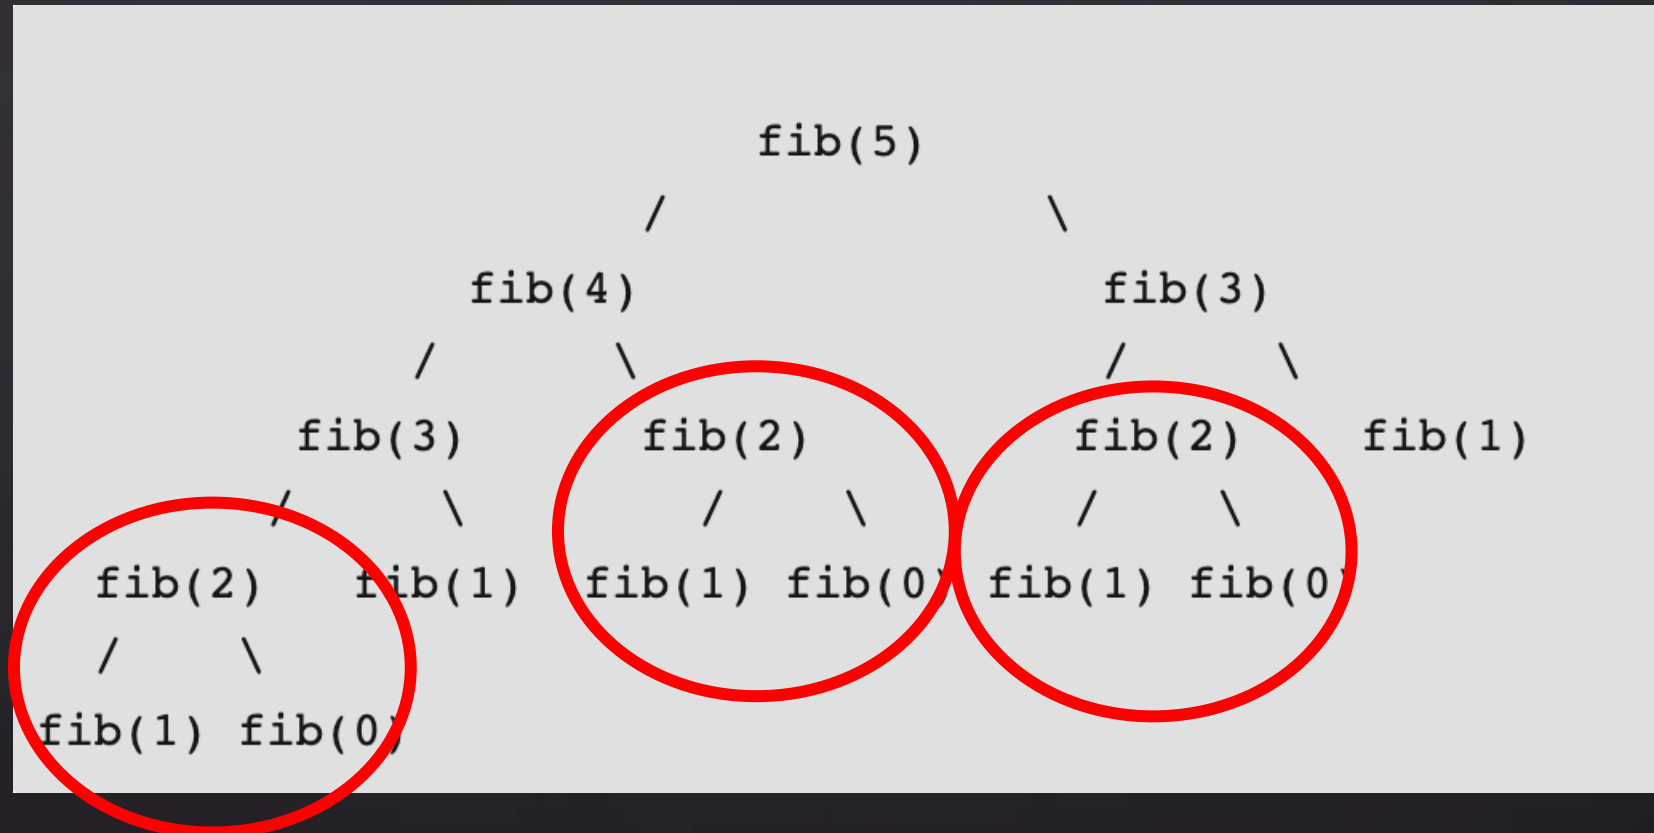 fib(5)
/ \
fib(4) fib(3)
/ \ / \
fib(3) fib(2) fib(2) fib(1)
/ \ / \ / \
fib(2) fib(1) fib(1) fib(0) fib(1) fib(0)
/ \
fib(1) fib(0)